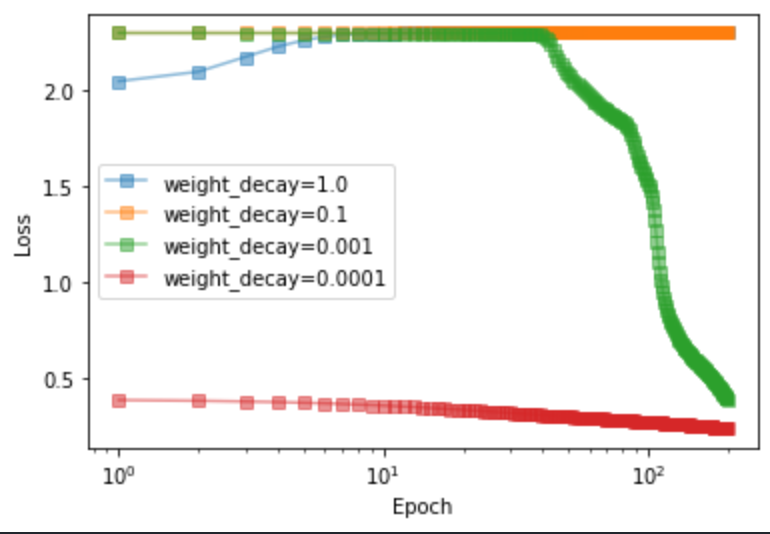 2.0
1.5
1.0
0.5
Loss
weight_decay=1.0
weight_decay=0.1
weight_decay=0.001
weight_decay=0.0001
10⁰ 10¹ 10²
Epoch